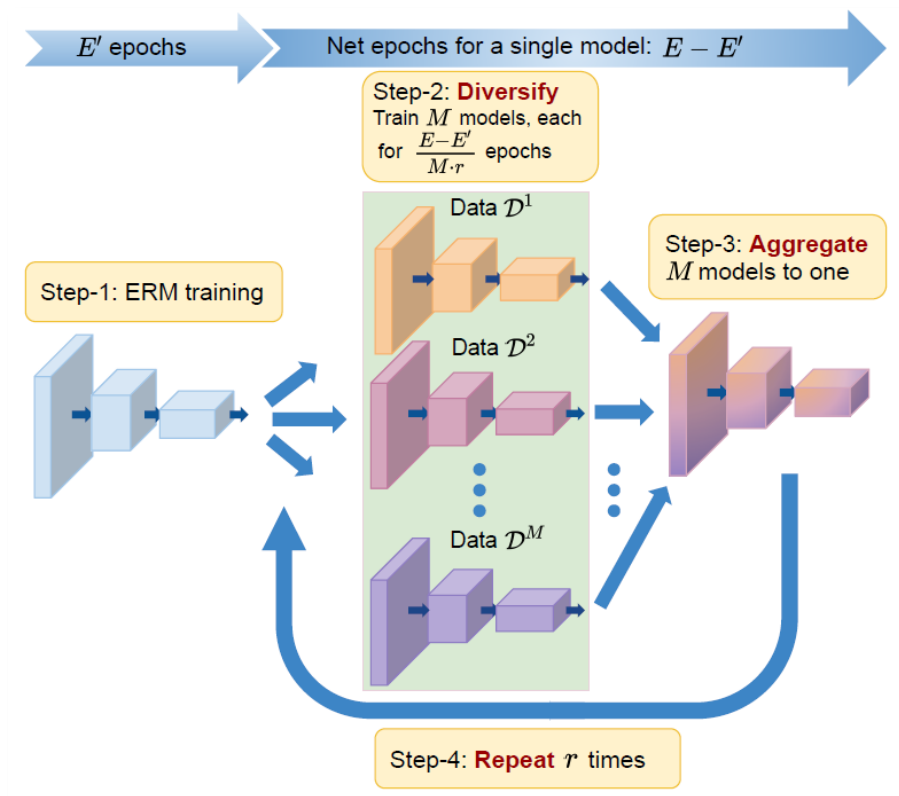 E′ epochs
Net epochs for a single model: E − E′
Step-2: Diversify
Train M models, each
for E−E′/M·r epochs
Data 𝒟¹
Step-3: Aggregate
M models to one
Step-1: ERM training
Data 𝒟²
Data 𝒟ᴹ
Step-4: Repeat r times